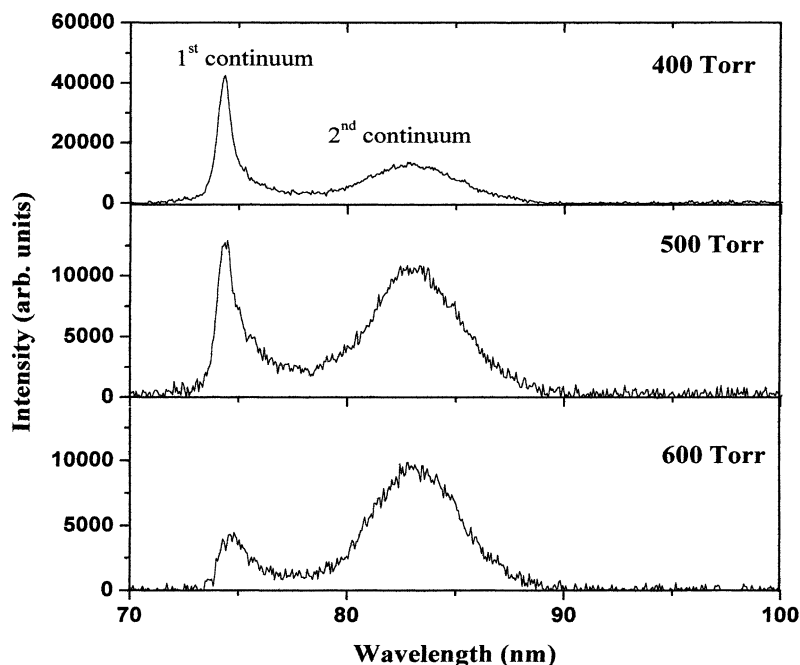 60000
1st continuum
400 Torr
40000
2nd continuum
20000
0
500 Torr
10000
5000
0
600 Torr
10000
5000
0
70 80 90 100
Intensity (arb. units)
Wavelength (nm)